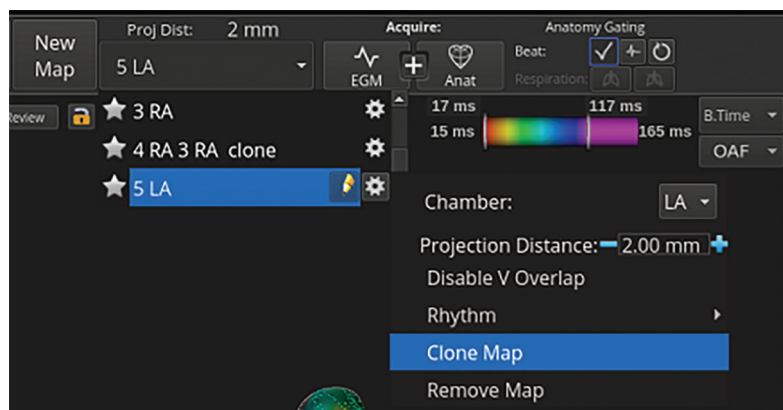 New Map
Proj Dist: 2 mm
5 LA
Acquire:
EGM
+
Anat
Anatomy Gating
Beat:
Respiration:
Review
3 RA
4 RA 3 RA clone
5 LA
17 ms 117 ms
15 ms 165 ms
B.Time
OAF
Chamber: LA
Projection Distance: 2.00 mm
Disable V Overlap
Rhythm
Clone Map
Remove Map